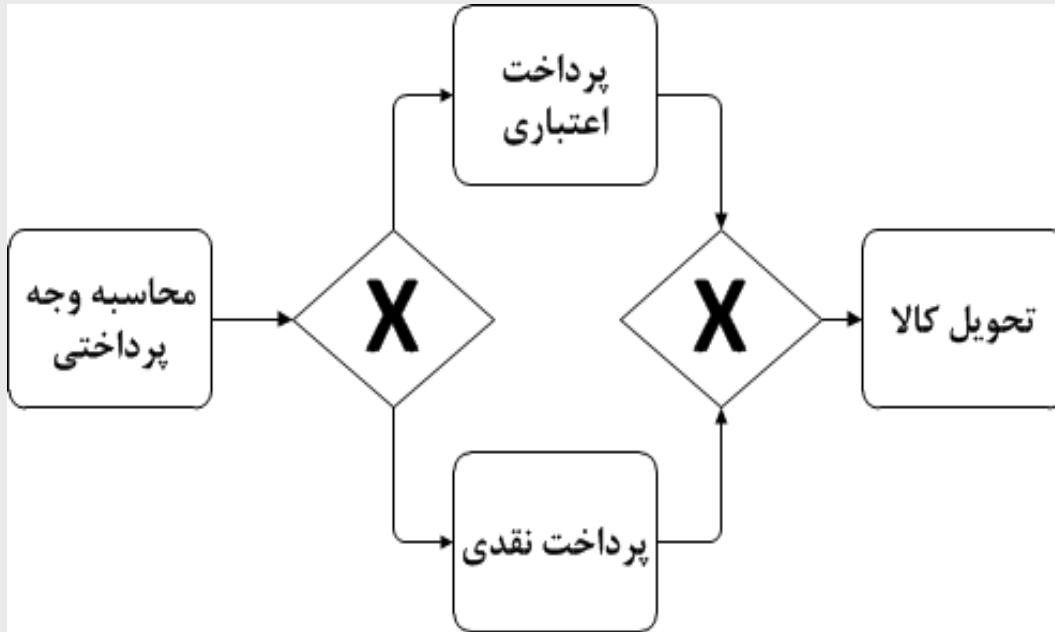 پرداخت
اعتباری
محاسبه وجه
پرداختی
X
X
تحویل کالا
پرداخت نقدی